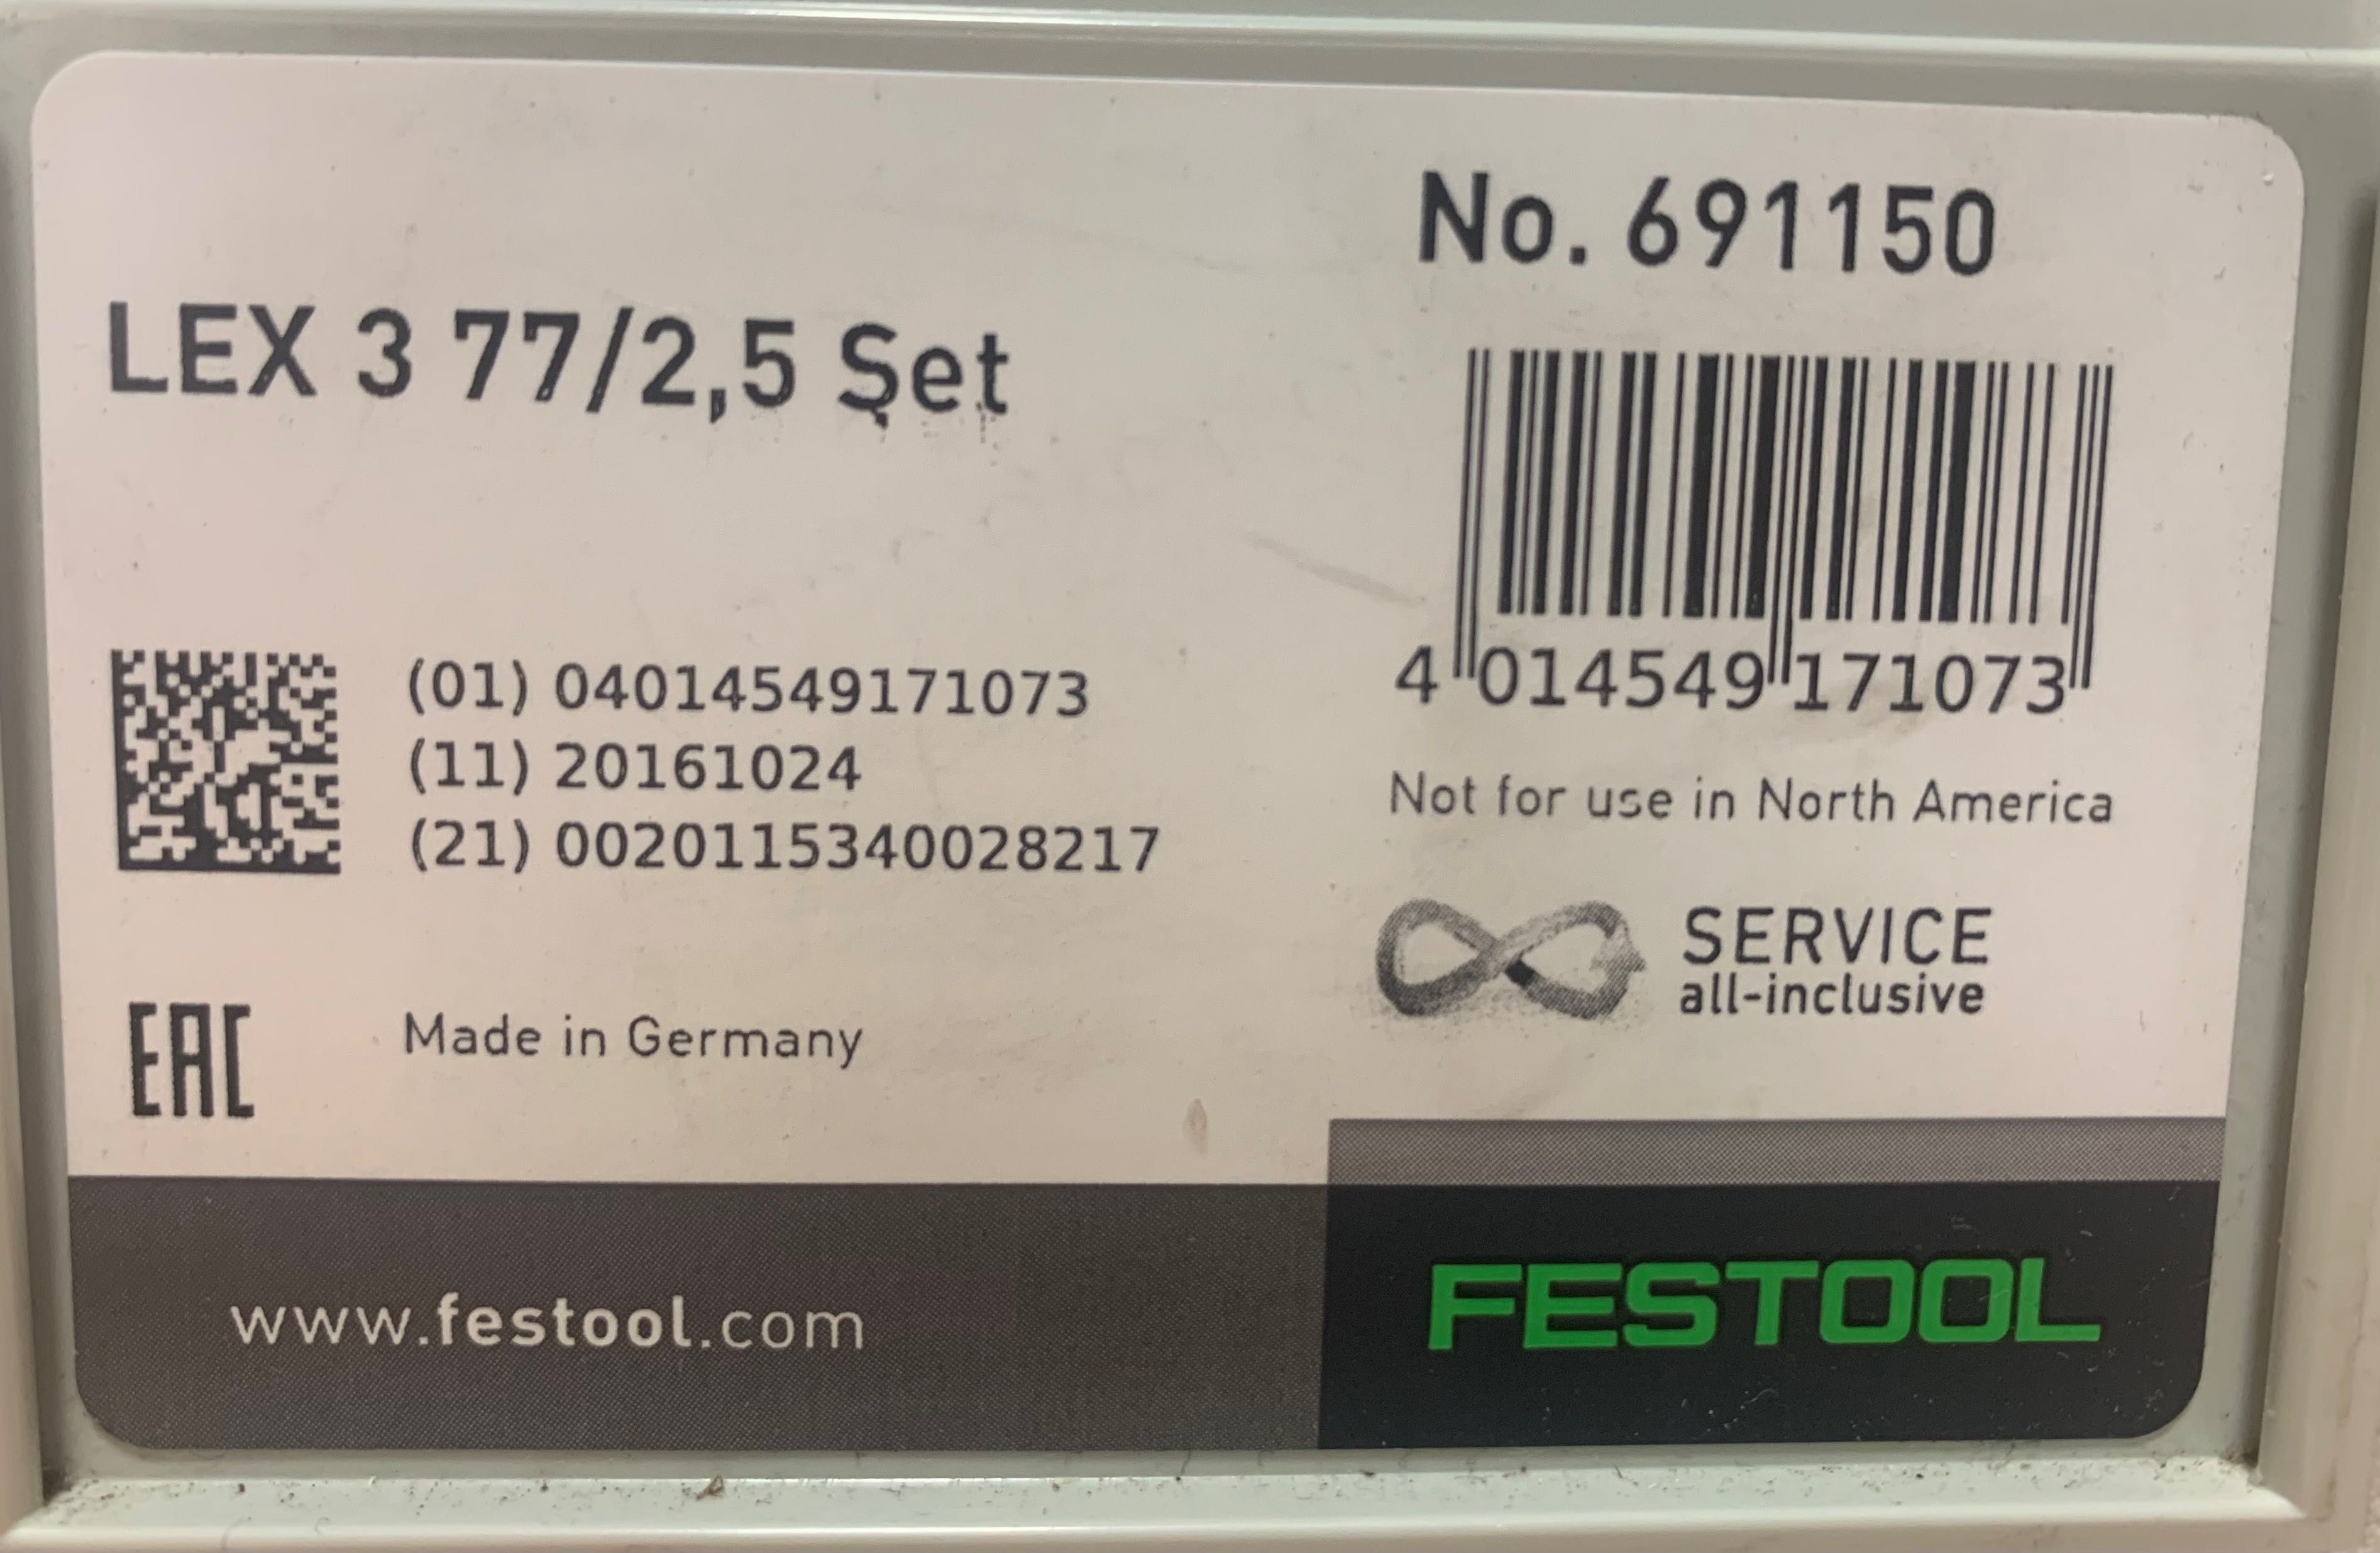 No. 691150
LEX 3 77/2,5 Set
4 014549 171073
(01) 04014549171073
(11) 20161024
(21) 0020115340028217
Not for use in North America
SERVICE
all-inclusive
EAC
Made in Germany
www.festool.com
FESTOOL